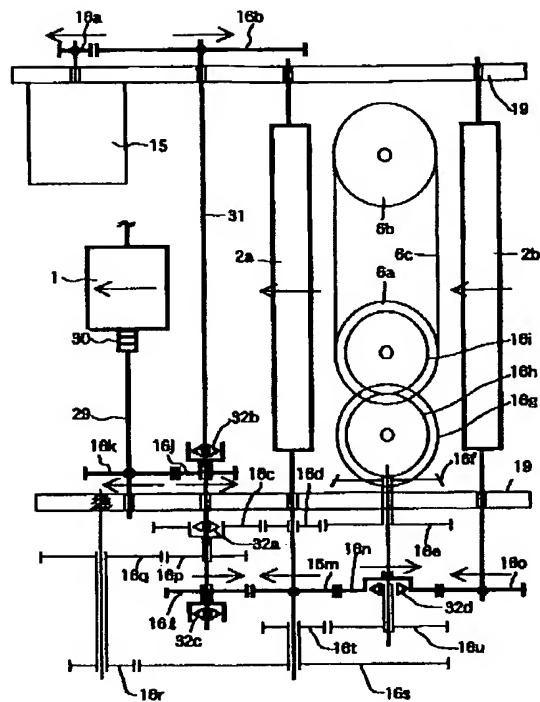 16a
16b
19
15
31
6b
2a
6c
2b
6a
1
16i
30
16h
16g
29
32b
16k
16j
16f
19
16c
16d
32a
16e
16q
16p
16m
16n
16o
16ℓ
32d
32c
16t
16u
16r
16s